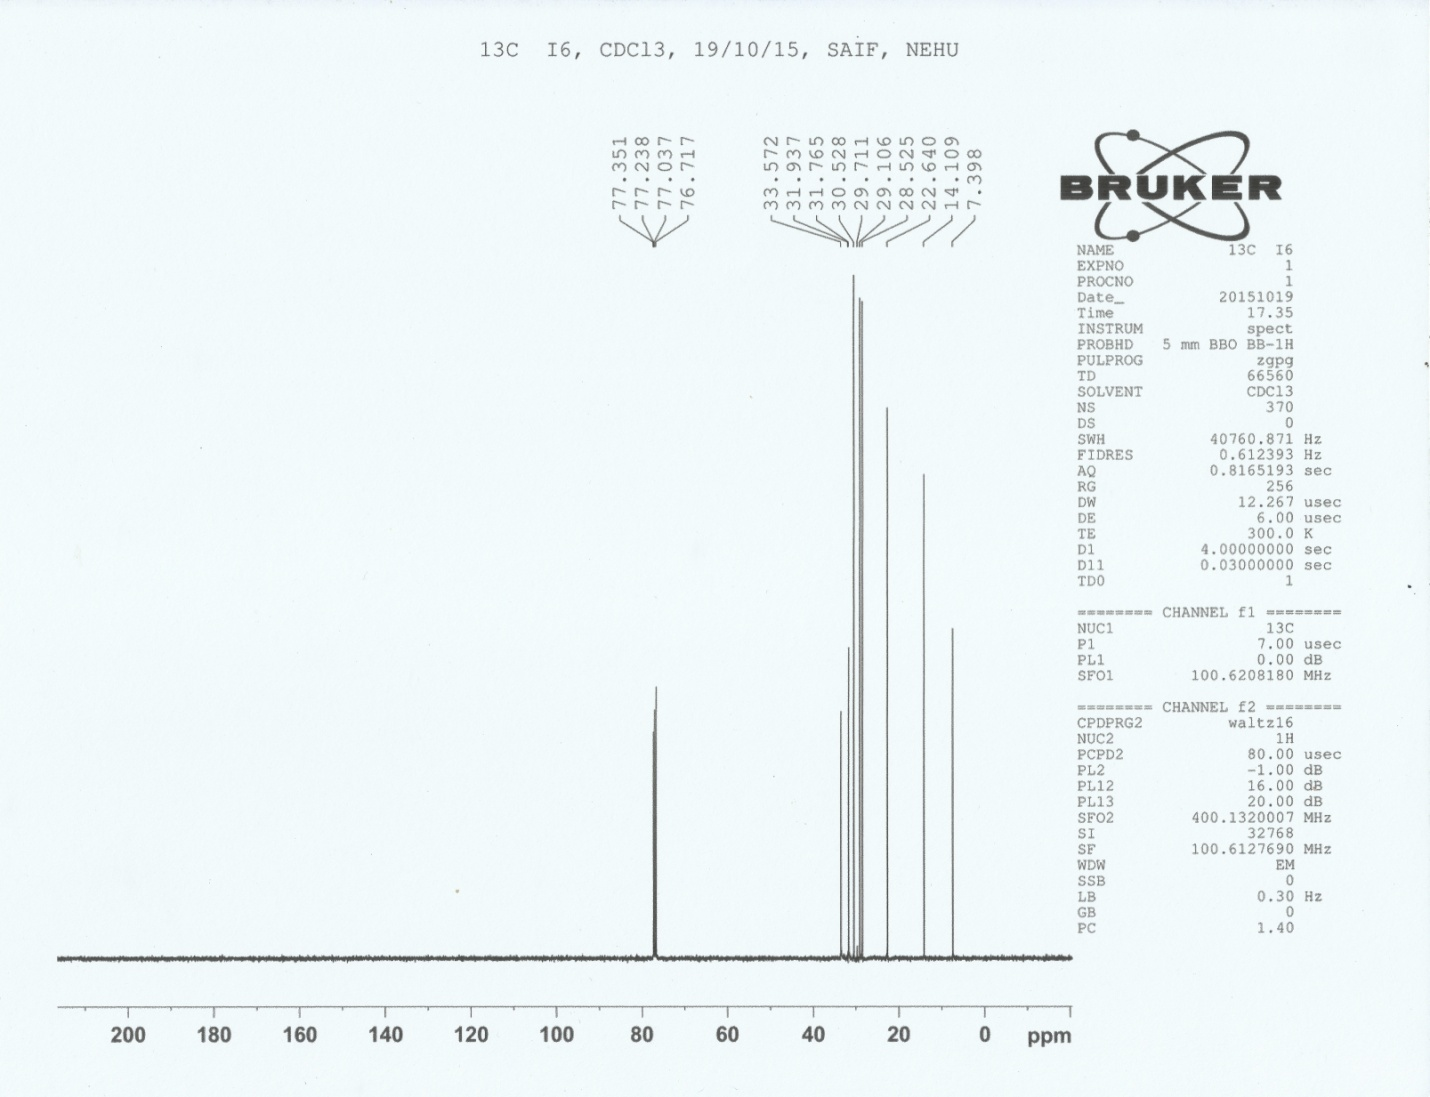 13C I6, CDCl3, 19/10/15, SAIF, NEHU
77.351
77.238
77.037
76.717
33.572
31.937
31.765
30.528
29.711
29.106
28.525
22.640
14.109
7.398
BRUKER
NAME 13C I6
EXPNO 1
PROCNO 1
Date_ 20151019
Time 17.35
INSTRUM spect
PROBHD 5 mm BBO BB-1H
PULPROG zgpg
TD 66560
SOLVENT CDCl3
NS 370
DS 0
SWH 40760.871 Hz
FIDRES 0.612393 Hz
AQ 0.8165193 sec
RG 256
DW 12.267 usec
DE 6.00 usec
TE 300.0 K
D1 4.00000000 sec
D11 0.03000000 sec
TD0 1
======== CHANNEL f1 ========
NUC1 13C
P1 7.00 usec
PL1 0.00 dB
SFO1 100.6208180 MHz
======== CHANNEL f2 ========
CPDPRG2 waltz16
NUC2 1H
PCPD2 80.00 usec
PL2 -1.00 dB
PL12 16.00 dB
PL13 20.00 dB
SFO2 400.1320007 MHz
SI 32768
SF 100.6127690 MHz
WDW EM
SSB 0
LB 0.30 Hz
GB 0
PC 1.40
200 180 160 140 120 100 80 60 40 20 0 ppm